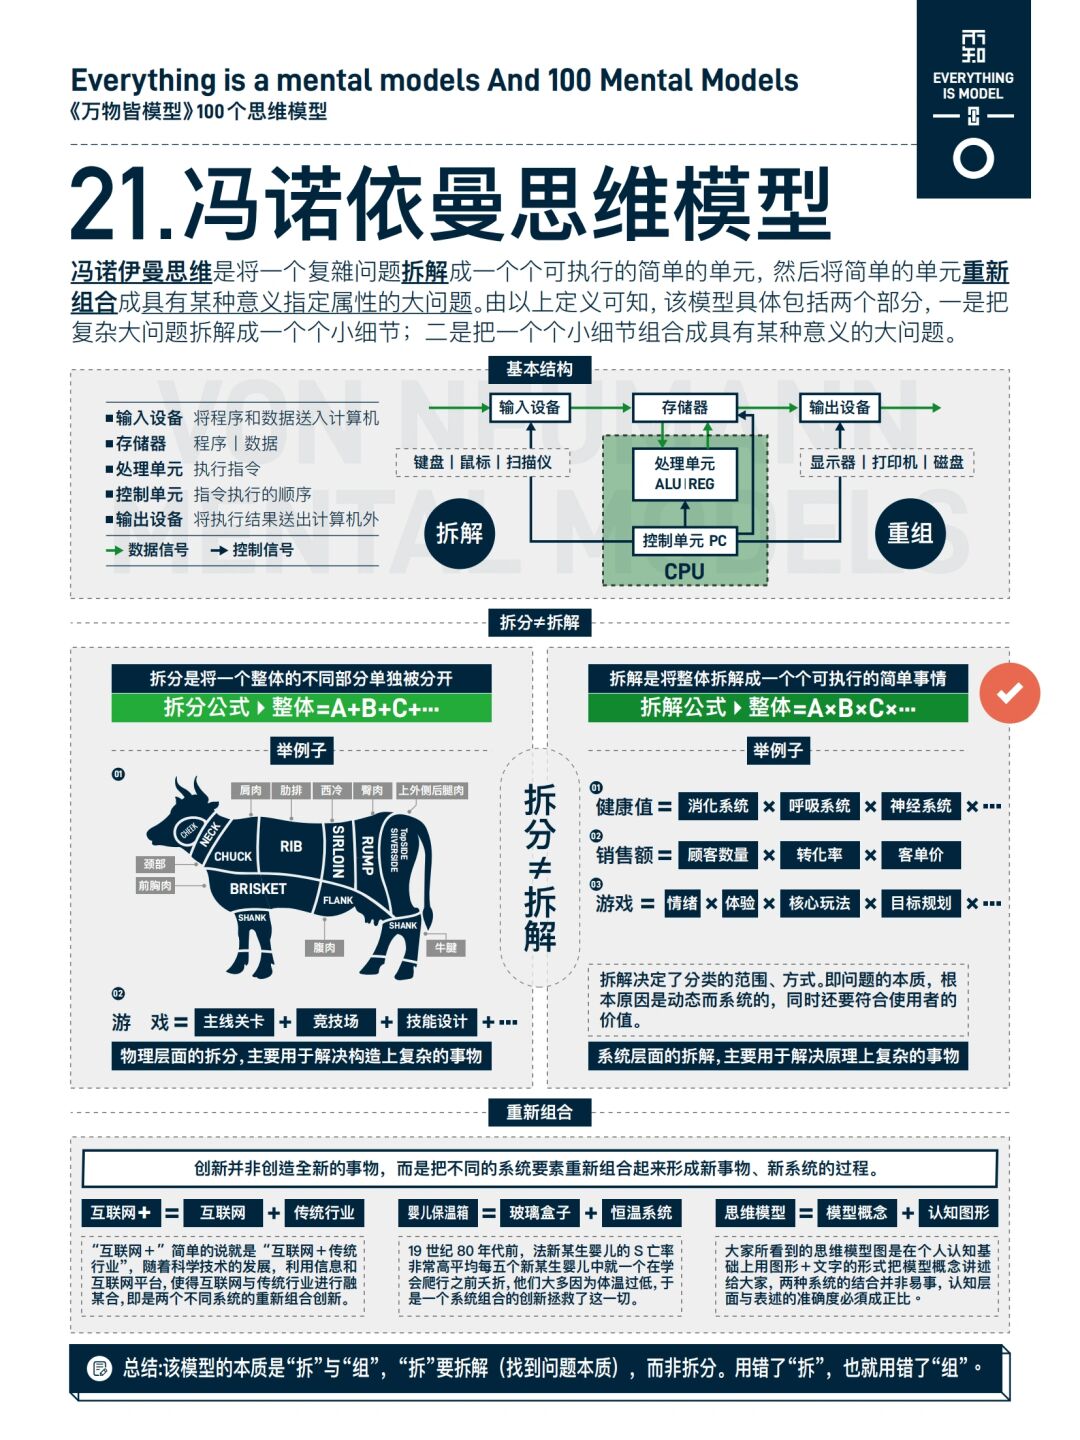 Everything is a mental models And 100 Mental Models
《万物皆模型》100个思维模型
EVERYTHING
IS MODEL
21.冯诺依曼思维模型
冯诺伊曼思维是将一个复雜问题拆解成一个个可执行的简单的单元，然后将简单的单元重新
组合成具有某种意义指定属性的大问题。由以上定义可知，该模型具体包括两个部分，一是把
复杂大问题拆解成一个个小细节；二是把一个个小细节组合成具有某种意义的大问题。
基本结构
VON NEUMANN
MENTAL MODELS
■输入设备 将程序和数据送入计算机
■存储器 程序|数据
■处理单元 执行指令
■控制单元 指令执行的顺序
■输出设备 将执行结果送出计算机外
→数据信号 →控制信号
输入设备 存储器 输出设备
键盘|鼠标|扫描仪
处理单元
ALU|REG
显示器|打印机|磁盘
拆解
控制单元 PC
重组
CPU
拆分≠拆解
拆分是将一个整体的不同部分单独被分开
拆分公式▶整体=A+B+C+···
举例子
01
肩肉 肋排 西冷 臀肉 上外侧后腿肉
CHEEK NECK CHUCK RIB SIRLOIN RUMP TopSIDE SIlVERSIDE
颈部
前胸肉
BRISKET
FLANK
SHANK
SHANK
腹肉
牛腱
02
游 戏=主线关卡+竞技场+技能设计+···
物理层面的拆分，主要用于解决构造上复杂的事物
拆分≠拆解
拆解是将整体拆解成一个个可执行的简单事情
拆解公式▶整体=A×B×C×···
举例子
01
健康值=消化系统×呼吸系统×神经系统×···
02
销售额=顾客数量×转化率×客单价
03
游戏=情绪×体验×核心玩法×目标规划×···
拆解决定了分类的范围、方式。即问题的本质，根
本原因是动态而系统的，同时还要符合使用者的
价值。
系统层面的拆解，主要用于解决原理上复杂的事物
重新组合
创新并非创造全新的事物，而是把不同的系统要素重新组合起来形成新事物、新系统的过程。
互联网+=互联网+传统行业
“互联网＋”简单的说就是“互联网＋传统
行业”，随着科学技术的发展，利用信息和
互联网平台，使得互联网与传统行业进行融
某合，即是两个不同系统的重新组合创新。
婴儿保温箱=玻璃盒子+恒温系统
19世纪80年代前，法新某生婴儿的S亡率
非常高平均每五个新某生婴儿中就一个在学
会爬行之前夭折，他们大多因为体温过低，于
是一个系统组合的创新拯救了这一切。
思维模型=模型概念+认知图形
大家所看到的思维模型图是在个人认知基
础上用图形＋文字的形式把模型概念讲述
给大家，两种系统的结合并非易事，认知层
面与表述的准确度必須成正比。
总结:该模型的本质是“拆”与“组”，“拆”要拆解（找到问题本质），而非拆分。用错了“拆”，也就用错了“组”。